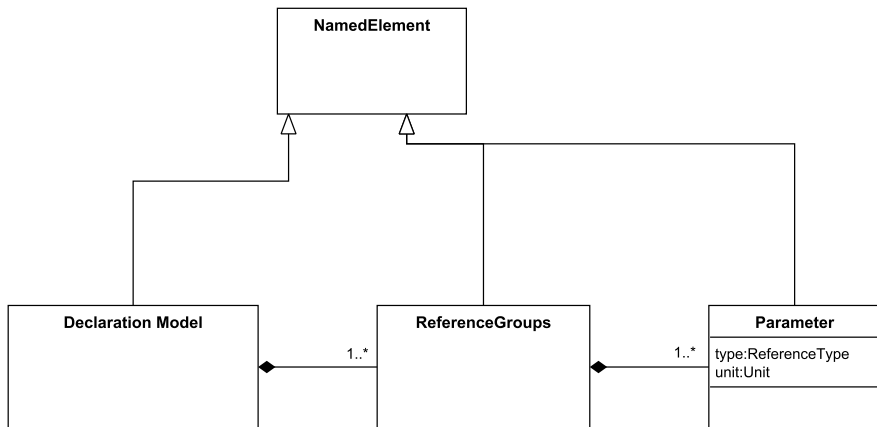 NamedElement
Declaration Model
ReferenceGroups
Parameter
1..*
1..*
type:ReferenceType
unit:Unit